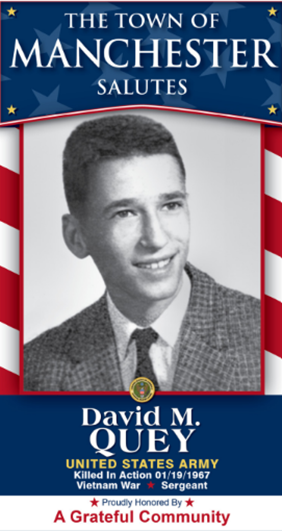 THE TOWN OF
MANCHESTER
SALUTES
David M.
QUEY
UNITED STATES ARMY
Killed In Action 01/19/1967
Vietnam War ★ Sergeant
★ Proudly Honored By ★
A Grateful Community